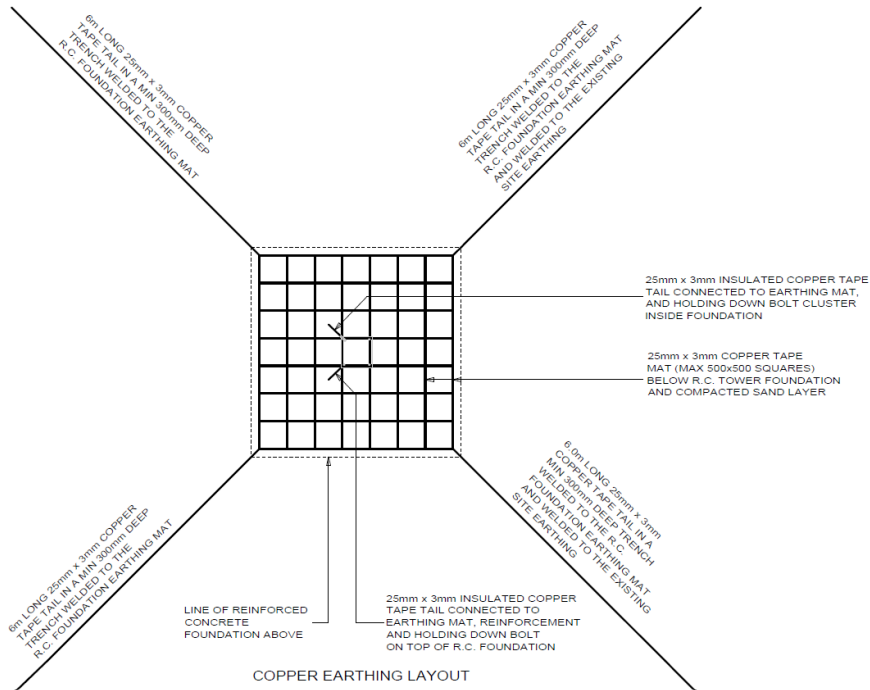 6m LONG 25mm x 3mm COPPER
TAPE TAIL IN A MIN 300mm DEEP
TRENCH WELDED TO THE
R.C. FOUNDATION EARTHING MAT
6m LONG 25mm x 3mm COPPER
TAPE TAIL IN A MIN 300mm DEEP
TRENCH WELDED TO THE
R.C. FOUNDATION EARTHING MAT
AND WELDED TO THE EXISTING
SITE EARTHING
25mm x 3mm INSULATED COPPER TAPE
TAIL CONNECTED TO EARTHING MAT,
AND HOLDING DOWN BOLT CLUSTER
INSIDE FOUNDATION
25mm x 3mm COPPER TAPE
MAT (MAX 500x500 SQUARES)
BELOW R.C. TOWER FOUNDATION
AND COMPACTED SAND LAYER
6m LONG 25mm x 3mm COPPER
TAPE TAIL IN A MIN 300mm DEEP
TRENCH WELDED TO THE
R.C. FOUNDATION EARTHING MAT
6.0m LONG 25mm x 3mm
COPPER TAPE TAIL IN A
MIN 300mm DEEP TRENCH
WELDED TO THE R.C.
FOUNDATION EARTHING MAT
AND WELDED TO THE EXISTING
SITE EARTHING
LINE OF REINFORCED
CONCRETE
FOUNDATION ABOVE
25mm x 3mm INSULATED COPPER
TAPE TAIL CONNECTED TO
EARTHING MAT, REINFORCEMENT
AND HOLDING DOWN BOLT
ON TOP OF R.C. FOUNDATION
COPPER EARTHING LAYOUT